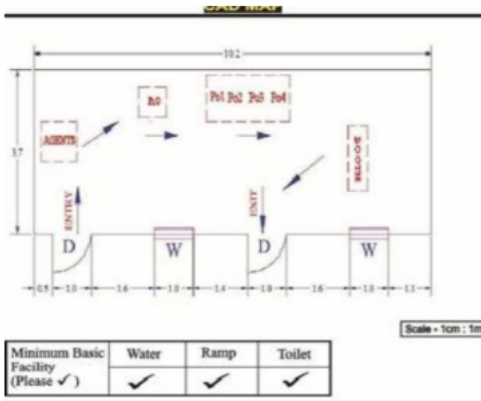 CAD MAP
10.2
R0
Po1 Po2 Po3 Po4
AGENTS
3.7
ENTRY
EXIT
D
W
D
W
0.5 1.0 1.6 1.0 1.4 1.0 1.6 1.0 1.1
Scale - 1cm : 1m
Minimum Basic Facility (Please ✓)
Water
Ramp
Toilet
✓ ✓ ✓